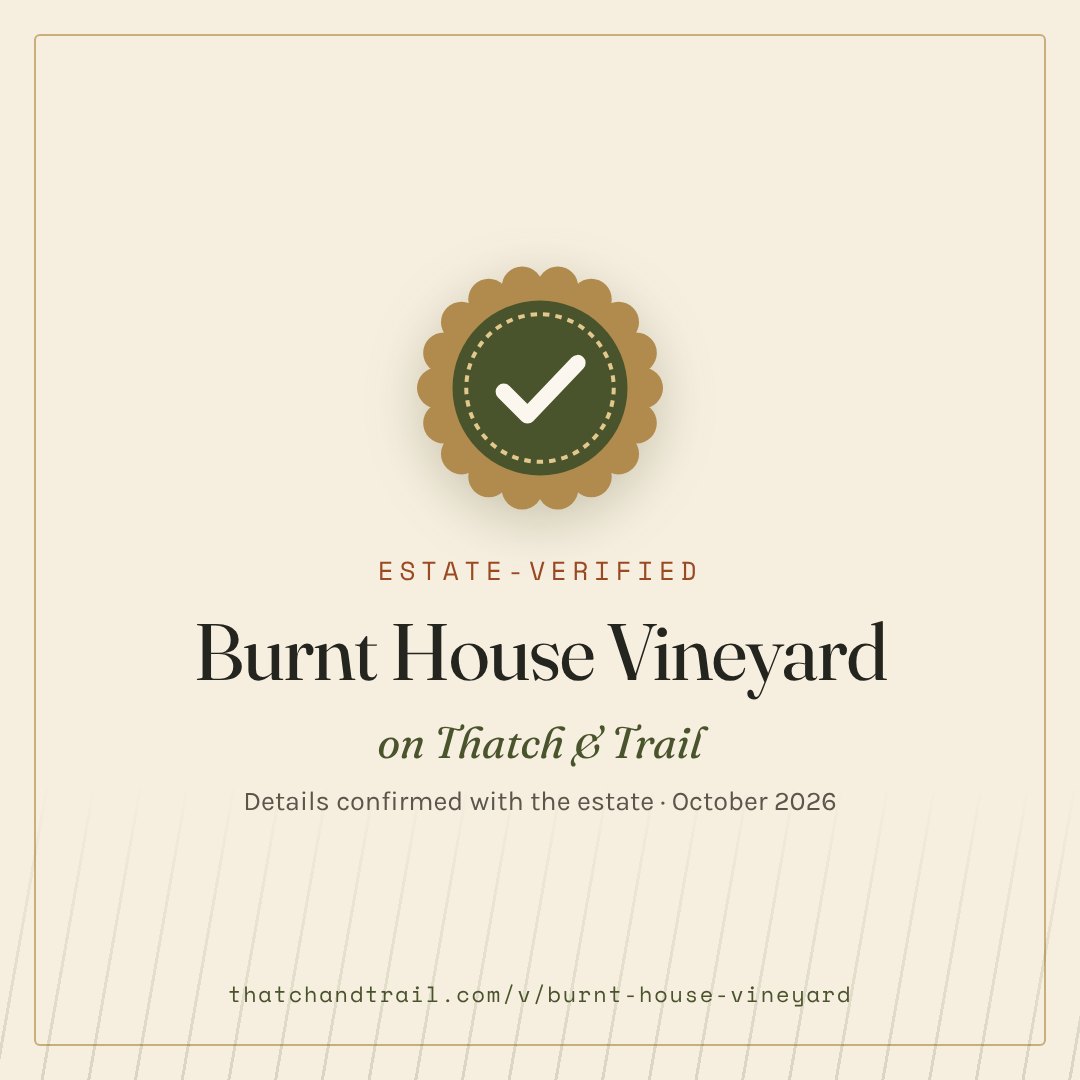 ESTATE-VERIFIED
Burnt House Vineyard
on Thatch & Trail
Details confirmed with the estate · October 2026
thatchandtrail.com/v/burnt-house-vineyard